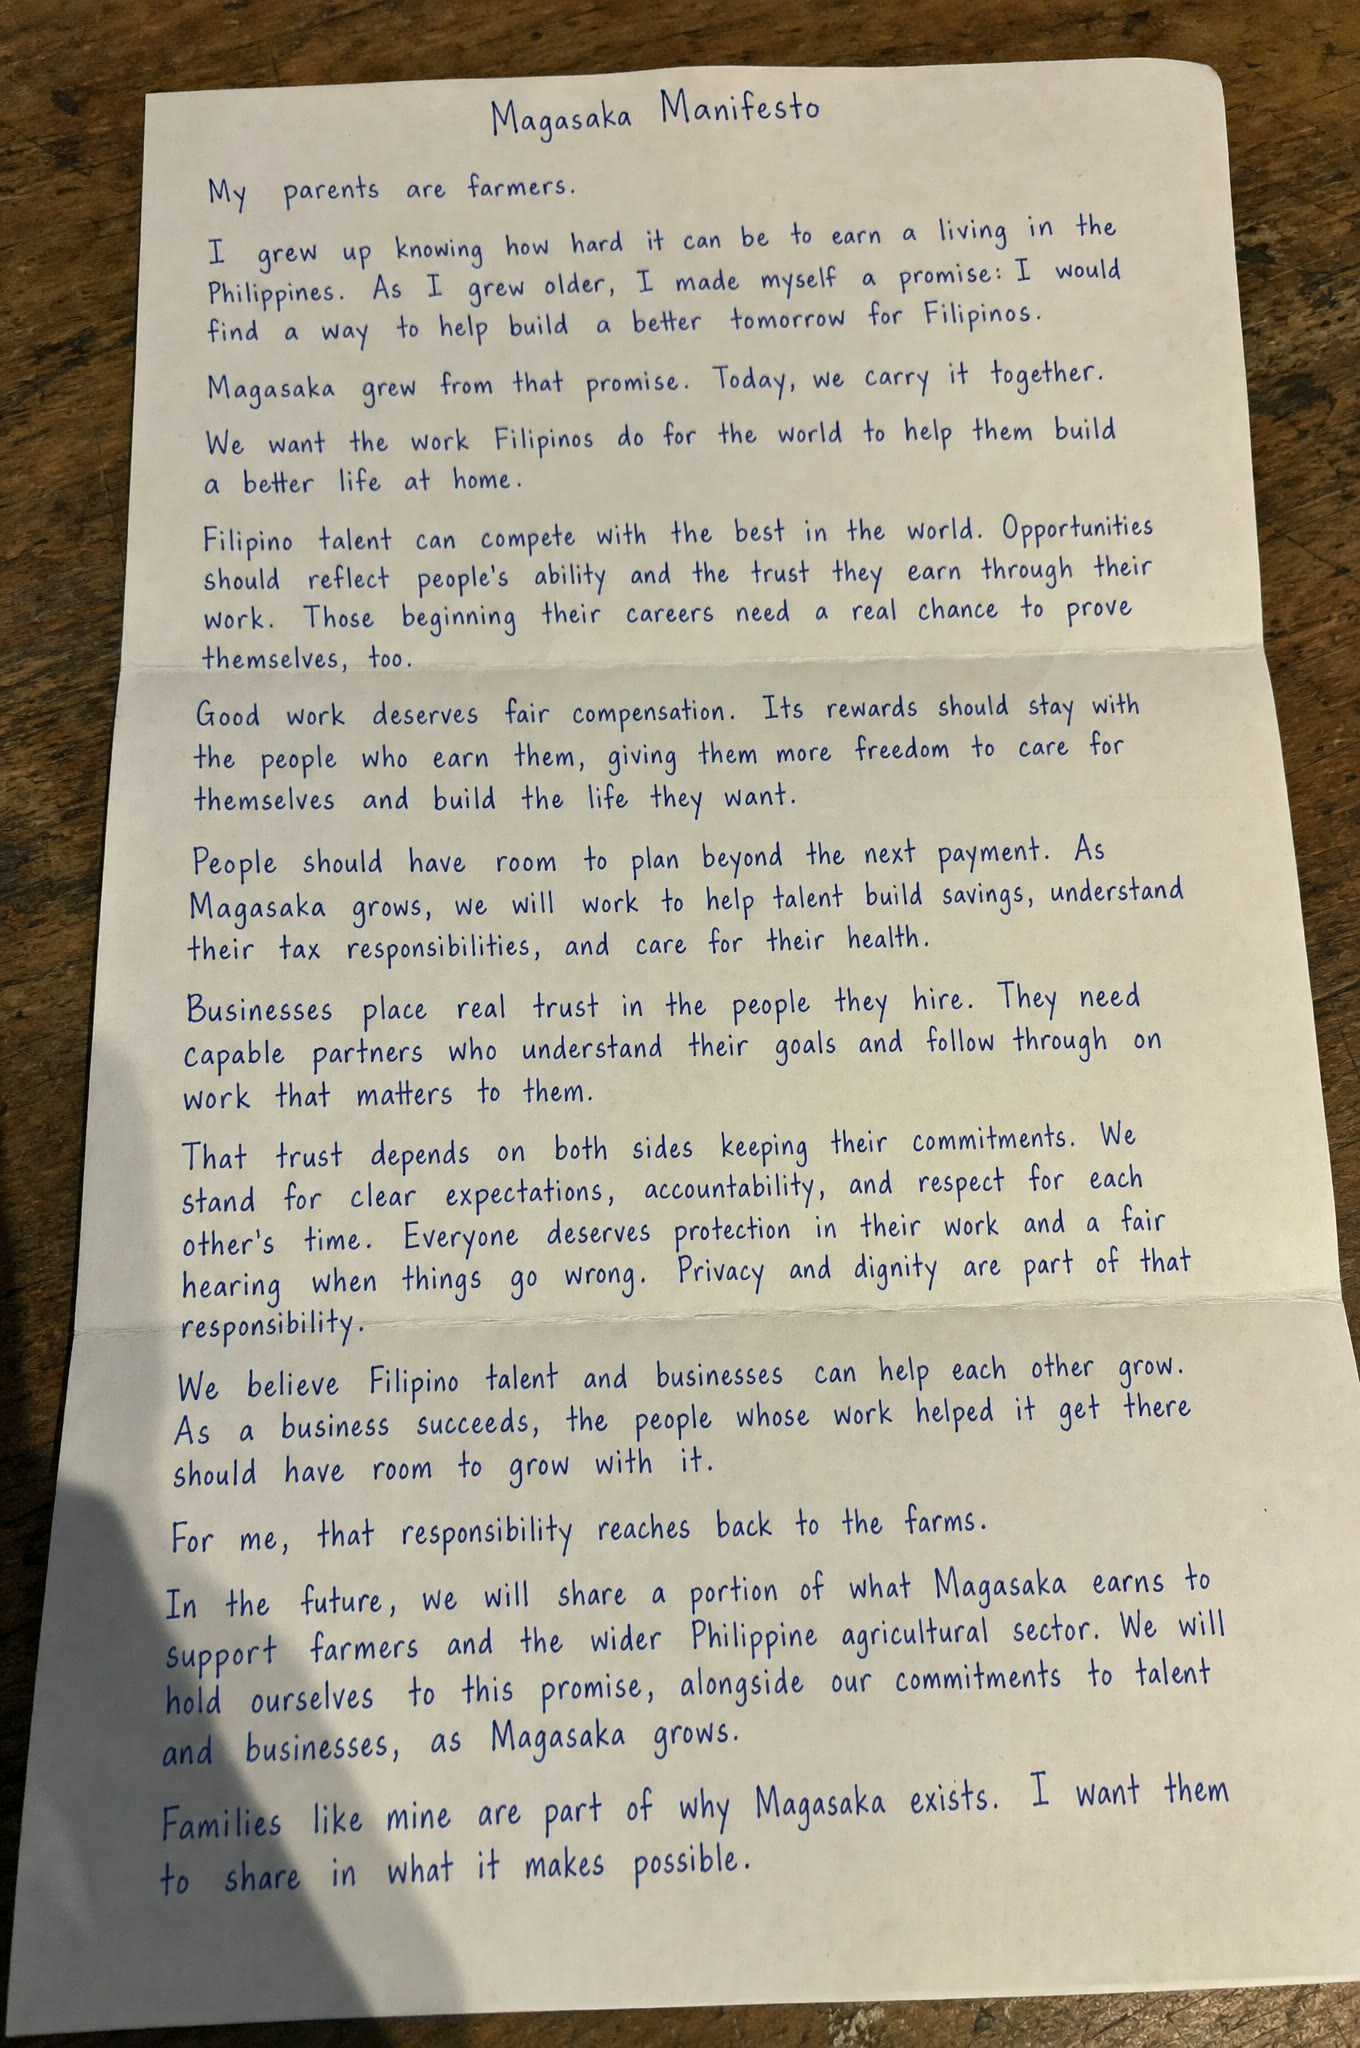 Magasaka Manifesto
My parents are farmers.
I grew up knowing how hard it can be to earn a living in the
Philippines. As I grew older, I made myself a promise: I would
find a way to help build a better tomorrow for Filipinos.
Magasaka grew from that promise. Today, we carry it together.
We want the work Filipinos do for the world to help them build
a better life at home.
Filipino talent can compete with the best in the world. Opportunities
should reflect people's ability and the trust they earn through their
work. Those beginning their careers need a real chance to prove
themselves, too.
Good work deserves fair compensation. Its rewards should stay with
the people who earn them, giving them more freedom to care for
themselves and build the life they want.
People should have room to plan beyond the next payment. As
Magasaka grows, we will work to help talent build savings, understand
their tax responsibilities, and care for their health.
Businesses place real trust in the people they hire. They need
capable partners who understand their goals and follow through on
work that matters to them.
That trust depends on both sides keeping their commitments. We
stand for clear expectations, accountability, and respect for each
other's time. Everyone deserves protection in their work and a fair
hearing when things go wrong. Privacy and dignity are part of that
responsibility.
We believe Filipino talent and businesses can help each other grow.
As a business succeeds, the people whose work helped it get there
should have room to grow with it.
For me, that responsibility reaches back to the farms.
In the future, we will share a portion of what Magasaka earns to
support farmers and the wider Philippine agricultural sector. We will
hold ourselves to this promise, alongside our commitments to talent
and businesses, as Magasaka grows.
Families like mine are part of why Magasaka exists. I want them
to share in what it makes possible.